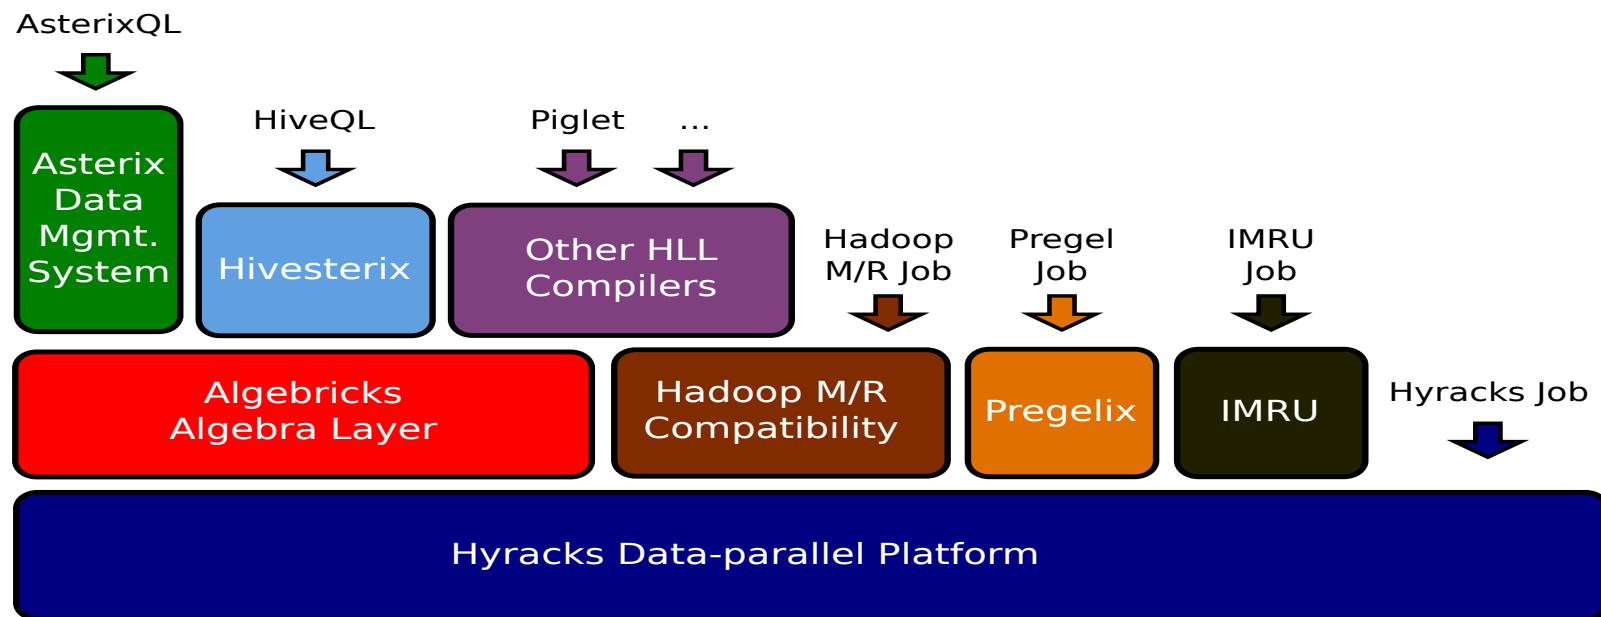 AsterixQL
Asterix
Data
Mgmt.
System
HiveQL
Hivesterix
Piglet ...
Other HLL
Compilers
Hadoop
M/R Job
Pregel
Job
IMRU
Job
Algebricks
Algebra Layer
Hadoop M/R
Compatibility
Pregelix
IMRU
Hyracks Job
Hyracks Data-parallel Platform